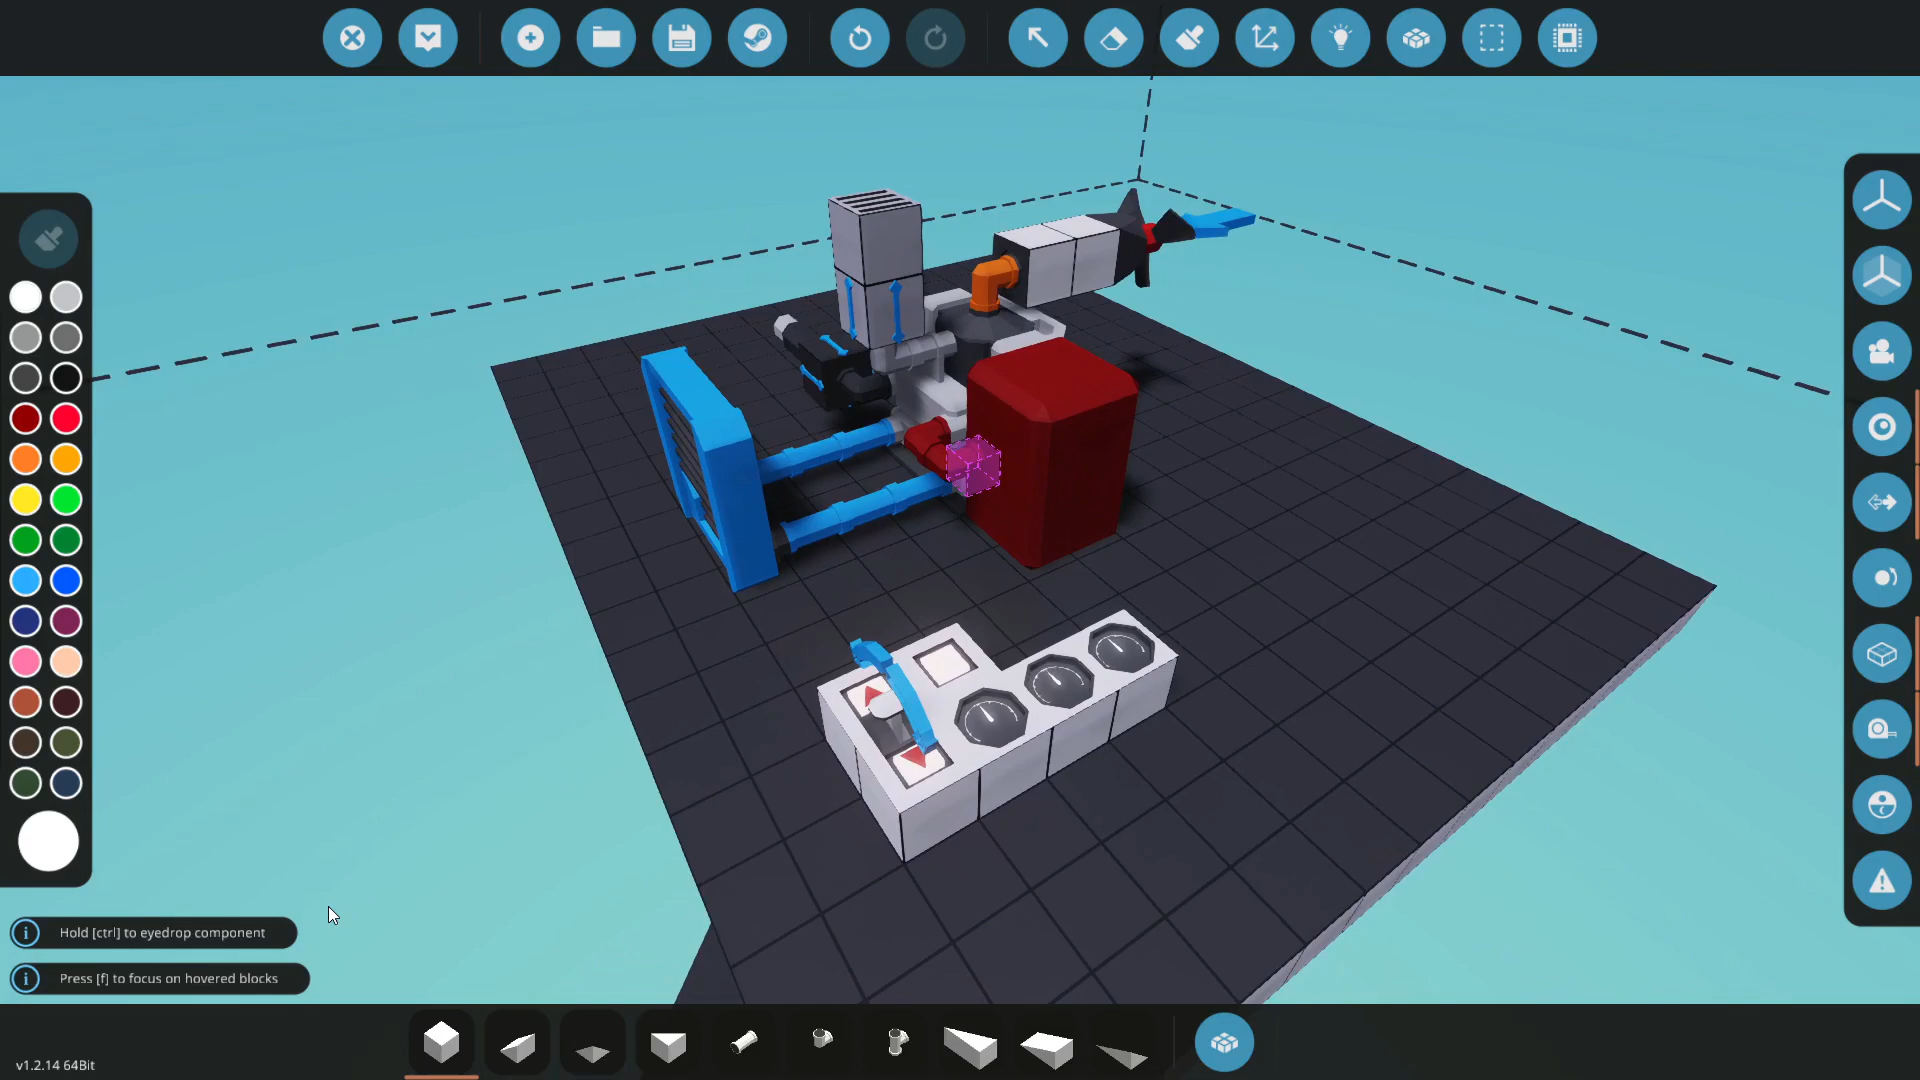 Hold [ctrl] to eyedrop component
Press [f] to focus on hovered blocks
v1.2.14 64Bit